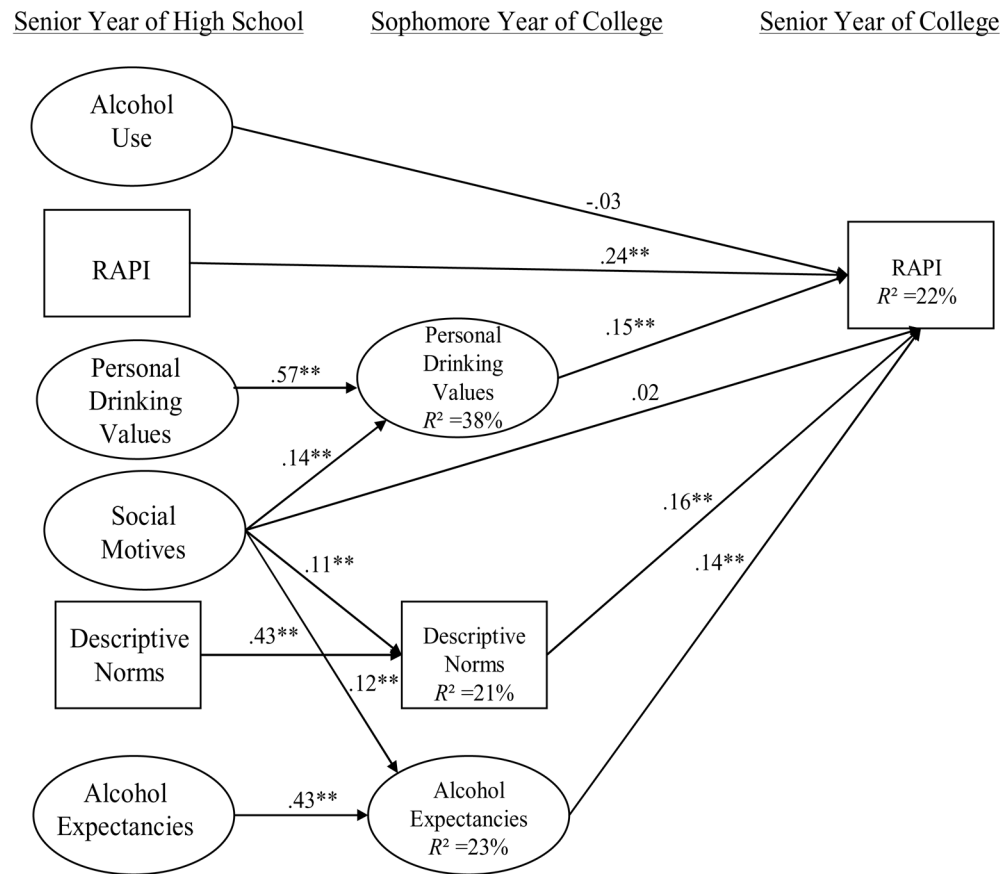 Senior Year of High School
Sophomore Year of College
Senior Year of College
Alcohol
Use
-.03
RAPI
.24**
RAPI
R² =22%
Personal
Drinking
Values
.57**
Personal
Drinking
Values
R² =38%
.15**
.14**
.02
Social
Motives
.11**
.16**
.14**
Descriptive
Norms
.43**
Descriptive
Norms
R² =21%
.12**
Alcohol
Expectancies
.43**
Alcohol
Expectancies
R² =23%